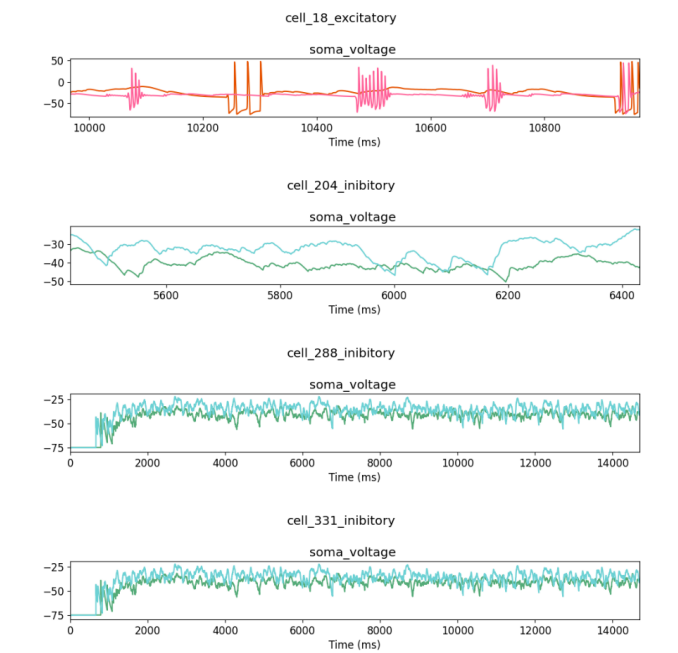 cell_18_excitatory
soma_voltage
50
0
−50
10000 10200 10400 10600 10800
Time (ms)
cell_204_inibitory
soma_voltage
−30
−40
−50
5600 5800 6000 6200 6400
Time (ms)
cell_288_inibitory
soma_voltage
−25
−50
−75
0 2000 4000 6000 8000 10000 12000 14000
Time (ms)
cell_331_inibitory
soma_voltage
−25
−50
−75
0 2000 4000 6000 8000 10000 12000 14000
Time (ms)